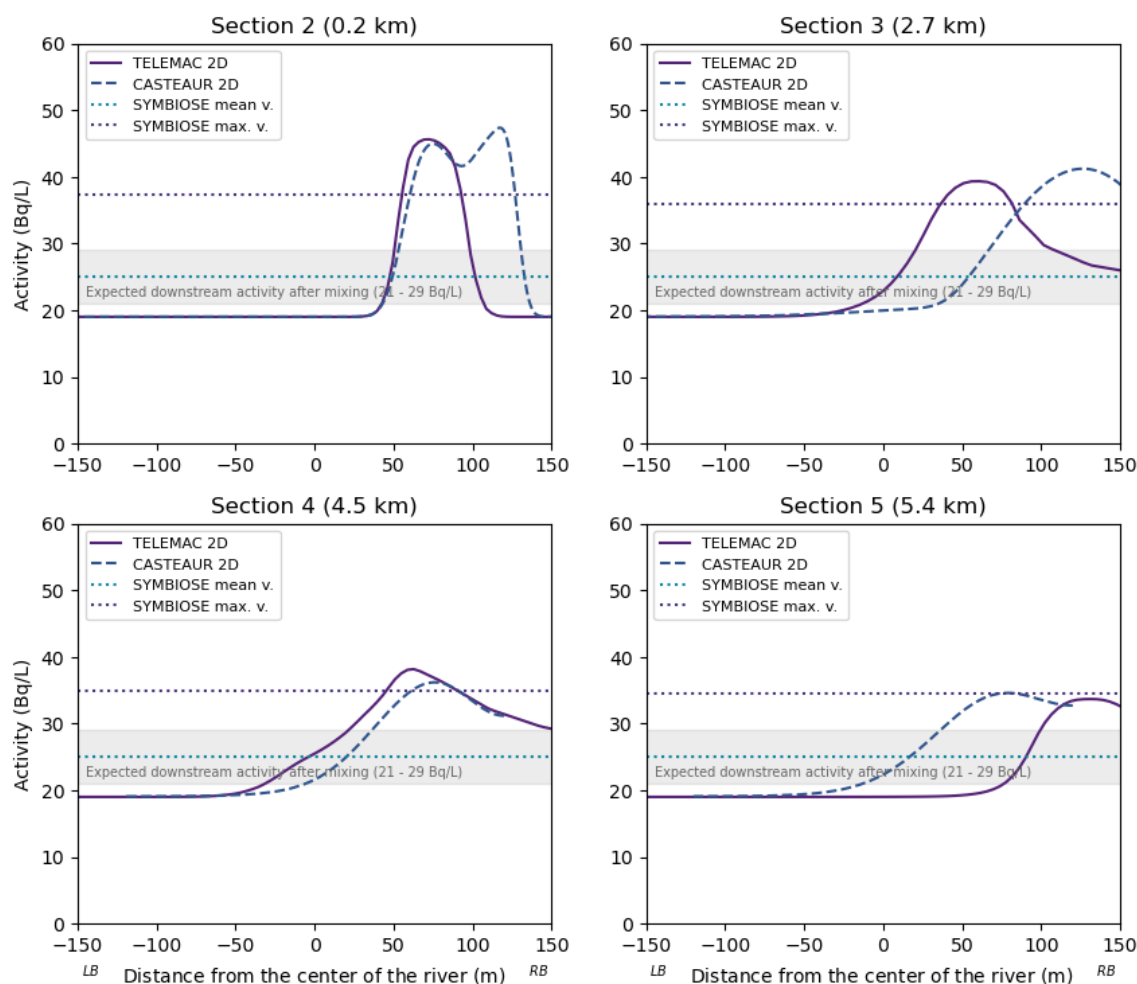 Section 2 (0.2 km)
60
50
40
30
20
10
0
Activity (Bq/L)
TELEMAC 2D
CASTEAUR 2D
SYMBIOSE mean v.
SYMBIOSE max. v.
Expected downstream activity after mixing (21 - 29 Bq/L)
−150 −100 −50 0 50 100 150
Section 3 (2.7 km)
60
50
40
30
20
10
0
TELEMAC 2D
CASTEAUR 2D
SYMBIOSE mean v.
SYMBIOSE max. v.
Expected downstream activity after mixing (21 - 29 Bq/L)
−150 −100 −50 0 50 100 150
Section 4 (4.5 km)
60
50
40
30
20
10
0
Activity (Bq/L)
TELEMAC 2D
CASTEAUR 2D
SYMBIOSE mean v.
SYMBIOSE max. v.
Expected downstream activity after mixing (21 - 29 Bq/L)
−150 −100 −50 0 50 100 150
LB Distance from the center of the river (m) RB
Section 5 (5.4 km)
60
50
40
30
20
10
0
TELEMAC 2D
CASTEAUR 2D
SYMBIOSE mean v.
SYMBIOSE max. v.
Expected downstream activity after mixing (21 - 29 Bq/L)
−150 −100 −50 0 50 100 150
LB Distance from the center of the river (m) RB